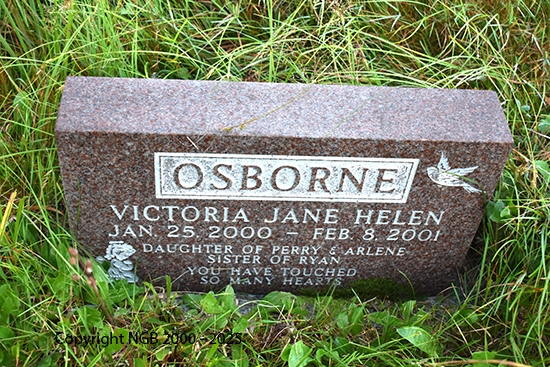 OSBORNE
VICTORIA JANE HELEN
JAN. 25, 2000 - FEB. 8, 2001
DAUGHTER OF PERRY & ARLENE
SISTER OF RYAN
YOU HAVE TOUCHED
SO MANY HEARTS
Copyright NGB 2000 - 2025